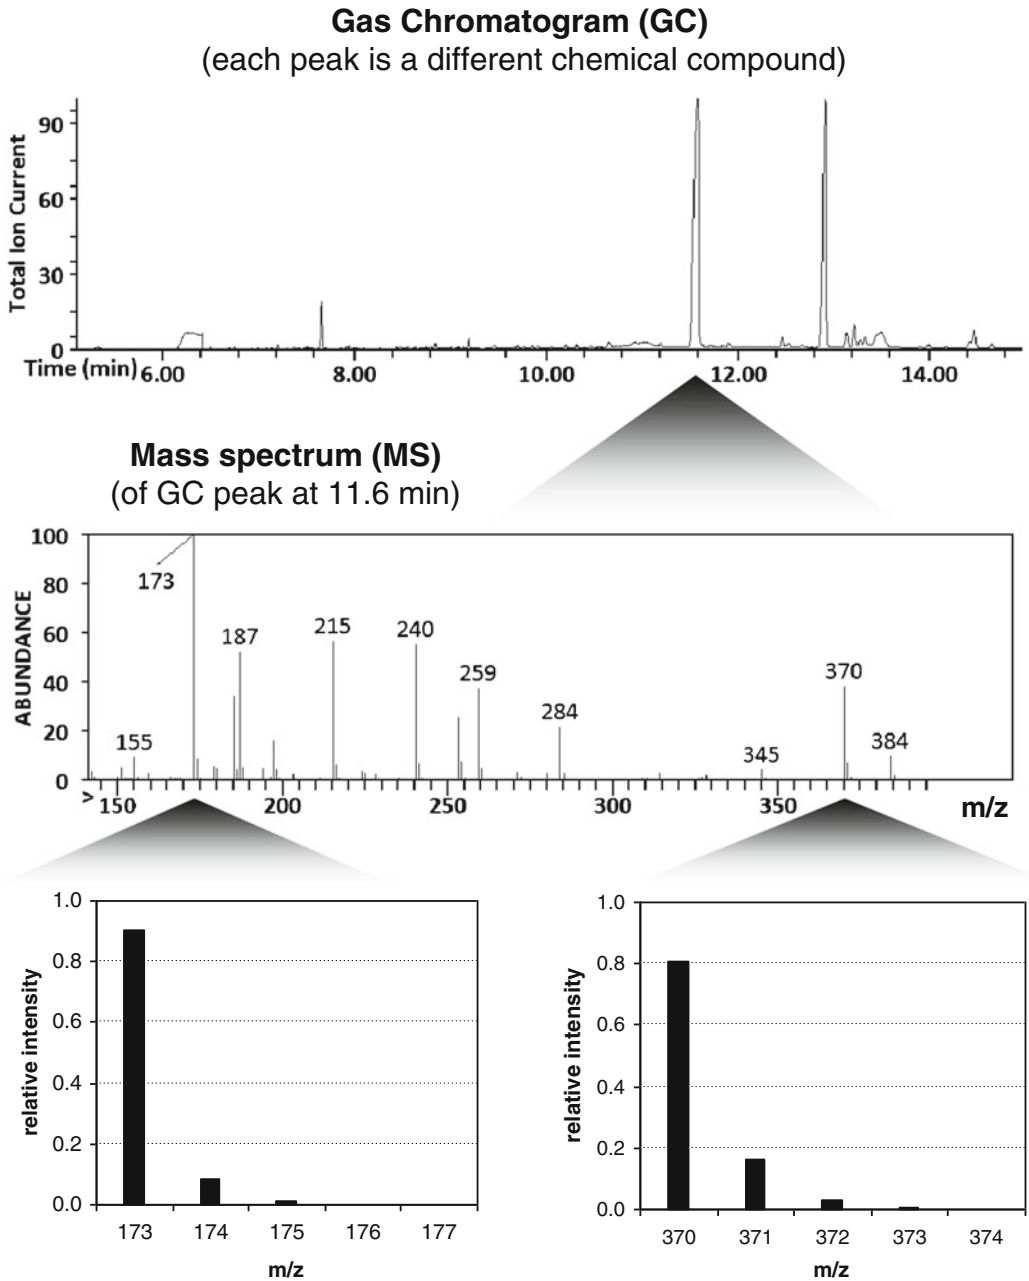 Gas Chromatogram (GC)
(each peak is a different chemical compound)
Total Ion Current
90
60
30
0
Time (min) 6.00 8.00 10.00 12.00 14.00
Mass spectrum (MS)
(of GC peak at 11.6 min)
ABUNDANCE
100
80
60
40
20
0
173
155
187
215
240
259
284
345
370
384
> 150 200 250 300 350 m/z
relative intensity
1.0
0.8
0.6
0.4
0.2
0.0
173 174 175 176 177
m/z
relative intensity
1.0
0.8
0.6
0.4
0.2
0.0
370 371 372 373 374
m/z